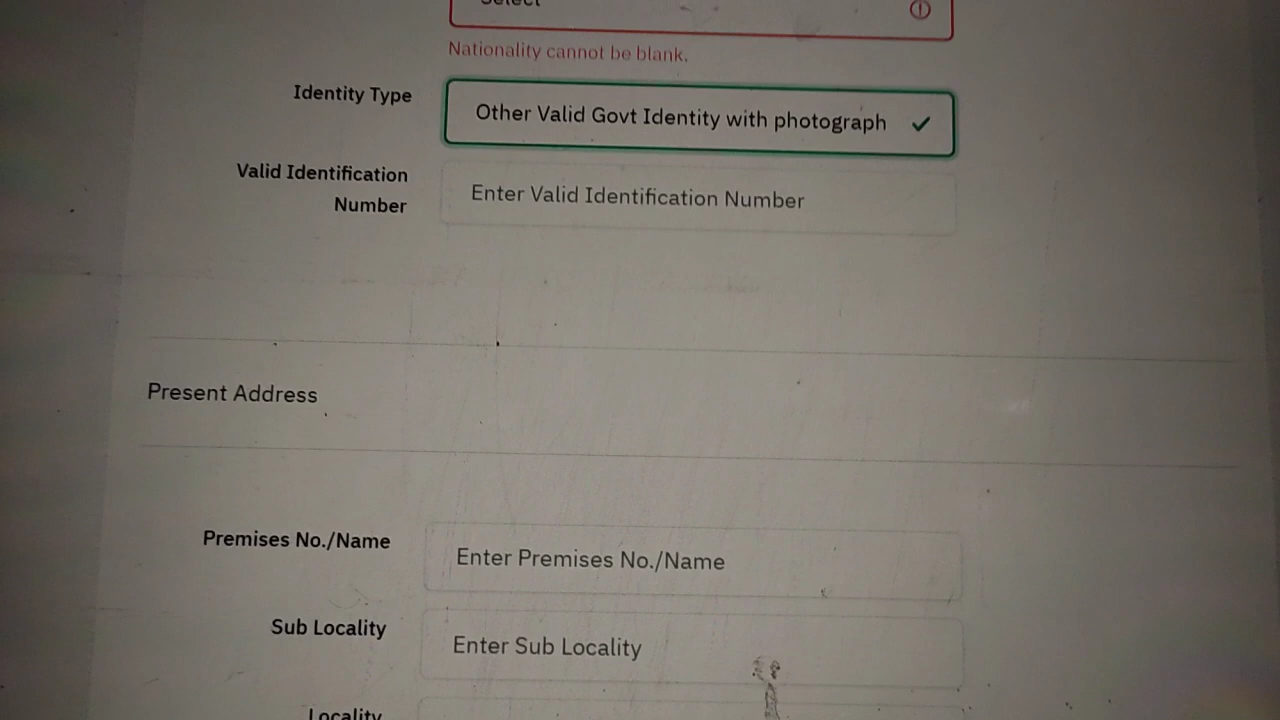 Select
Nationality cannot be blank.
Identity Type
Other Valid Govt Identity with photograph
Valid Identification
Number
Enter Valid Identification Number
Present Address
Premises No./Name
Enter Premises No./Name
Sub Locality
Enter Sub Locality
Locality